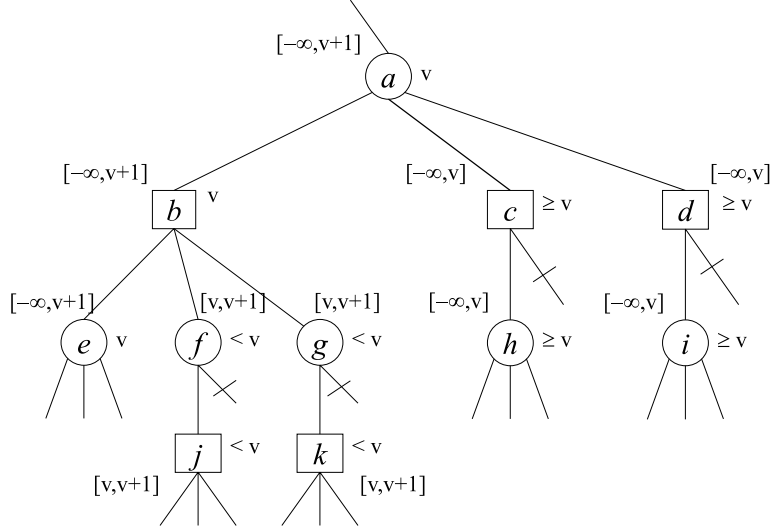 [−∞,v+1]
a v
[−∞,v+1] [−∞,v] [−∞,v]
b v c ≥ v d ≥ v
[−∞,v+1] [v,v+1] [v,v+1] [−∞,v] [−∞,v]
e v f < v g < v h ≥ v i ≥ v
j < v k < v
[v,v+1] [v,v+1]